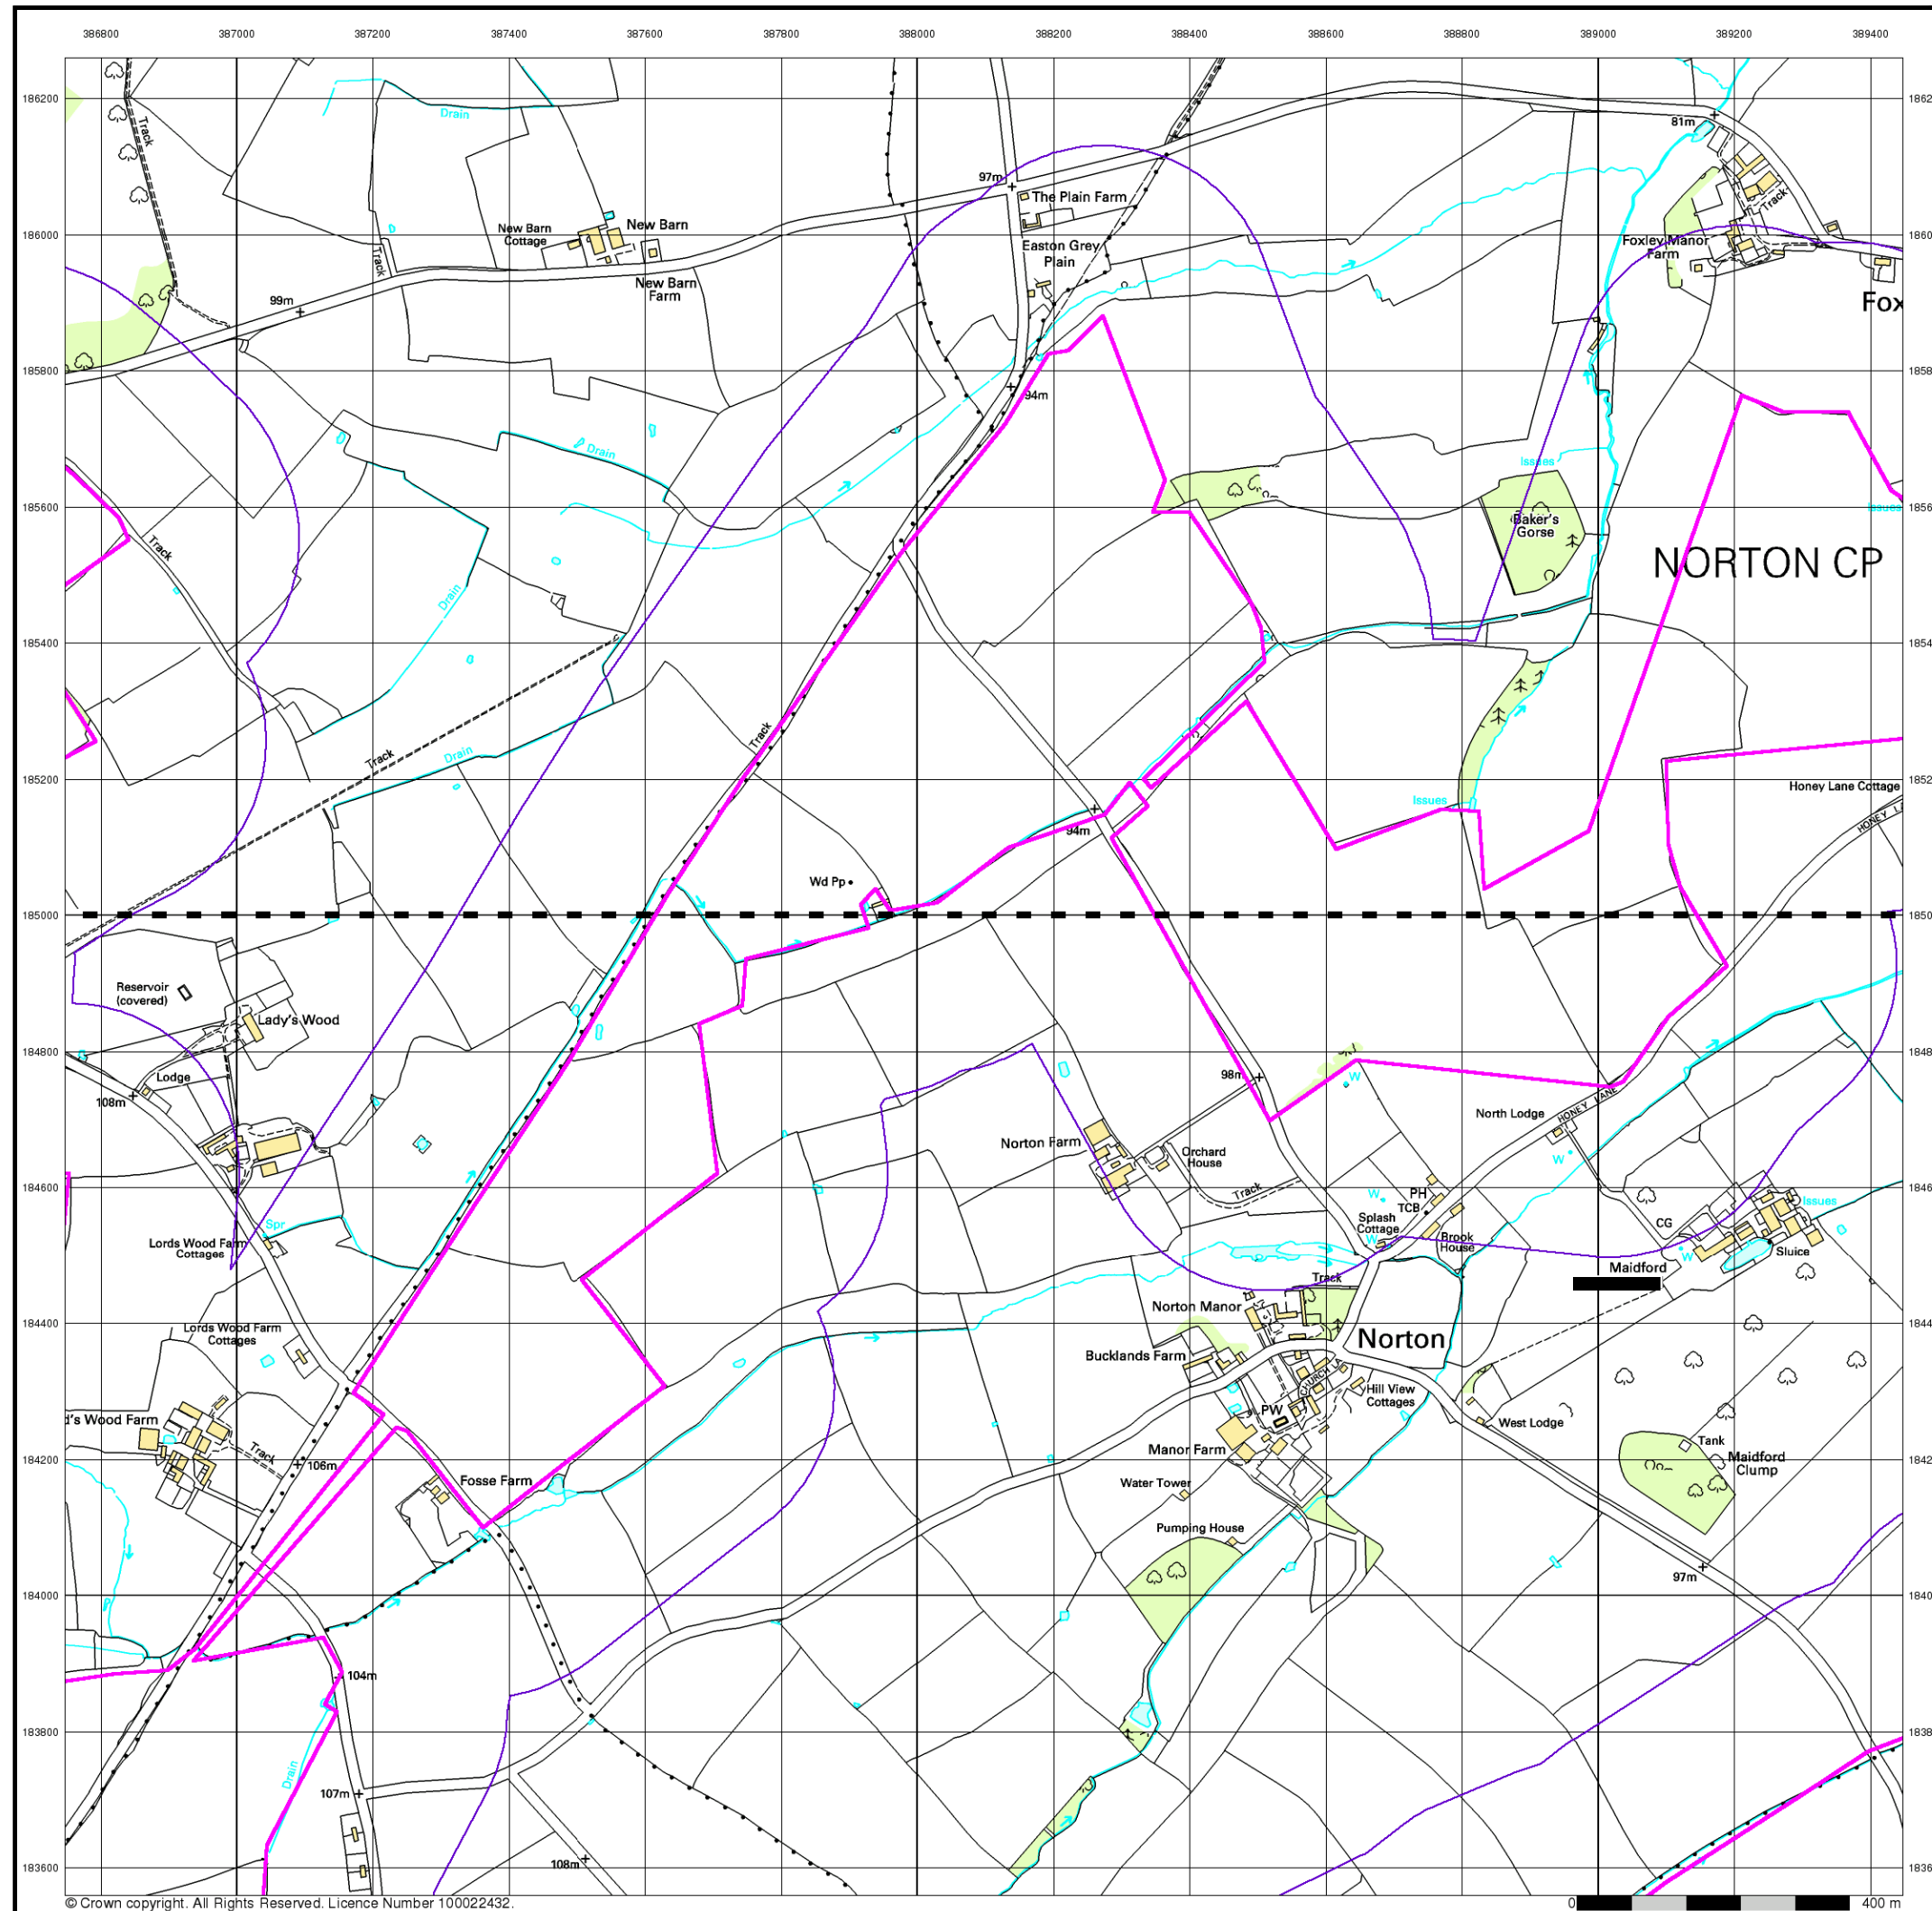 386800 387000 387200 387400 387600 387800 388000 388200 388400 388600 388800 389000 389200 389400
186200
Track
Drain
81m
97m
The Plain Farm
Track
New Barn
Cottage
New Barn
186000
Easton Grey
Plain
Foxley Manor
Farm
Track
New Barn
Farm
99m
Fox
185800
94m
Drain
Issues
185600
Issues
Baker's
Gorse
Track
NORTON CP
Drain
185400
Track
Track
Drain
185200
Issues
Honey Lane Cottage
HONEY
94m
Wd Pp
185000
Reservoir
(covered)
Lady's Wood
184800
Lodge
98m
W
108m
HONEY LANE
North Lodge
Norton Farm
Orchard
House
W
184600
Track
W
PH
TCB
Issues
Spr
Splash
Cottage
CG
Lords Wood Farm
Cottages
W
Brook
House
Sluice
W
Maidford
Track
Norton Manor
184400
Lords Wood Farm
Cottages
Norton
Bucklands Farm
CHURCH LA
Hill View
Cottages
d's Wood Farm
PW
West Lodge
Track
Manor Farm
Tank
184200
106m
Fosse Farm
Maidford
Clump
Water Tower
Pumping House
97m
184000
104m
183800
Drain
107m
183600
108m
© Crown copyright. All Rights Reserved. Licence Number 100022432.
0 400 m